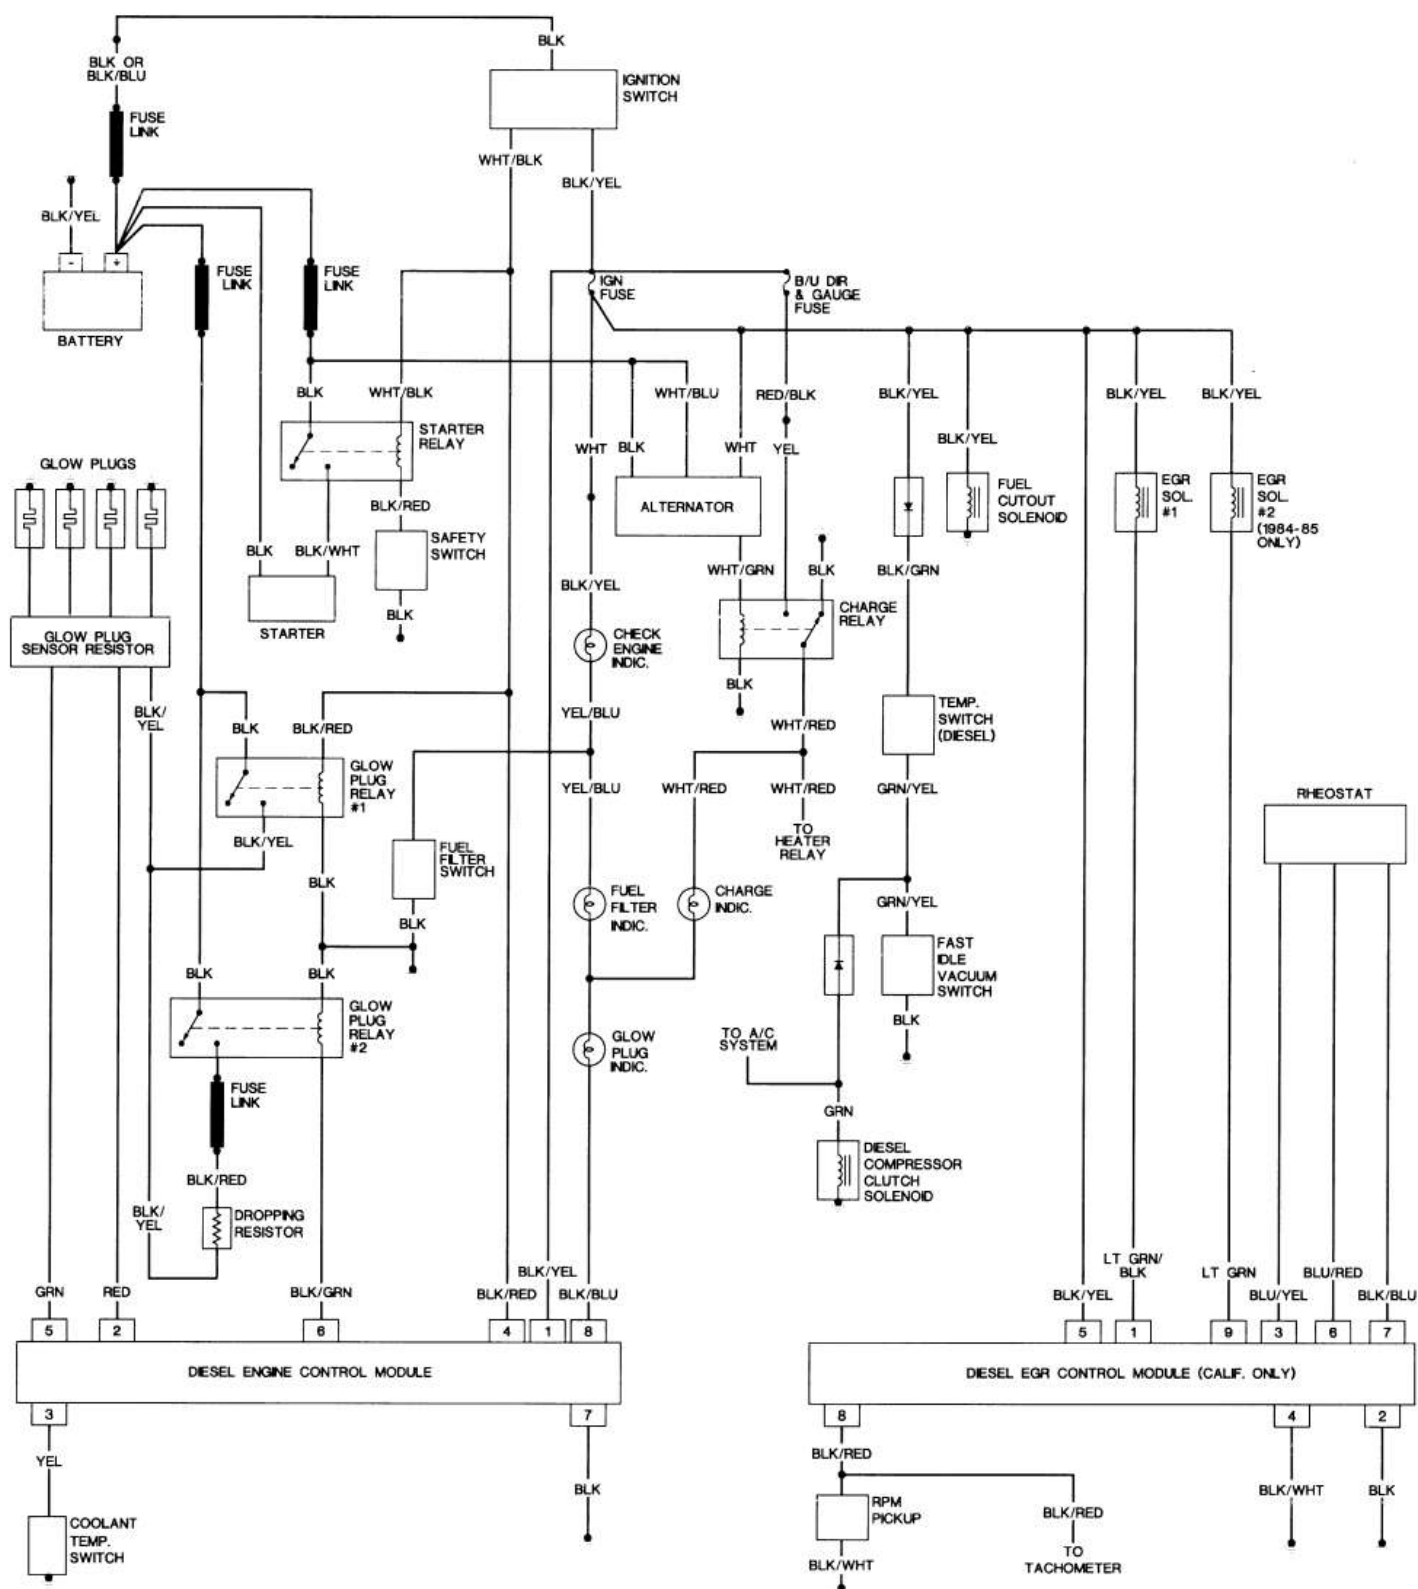 BLK
BLK OR
BLK/BLU
IGNITION
SWITCH
FUSE
LINK
WHT/BLK
BLK/YEL
BLK/YEL
-
+
FUSE
LINK
FUSE
LINK
IGN
FUSE
B/U DIR
& GAUGE
FUSE
BATTERY
BLK
WHT/BLK
WHT/BLU
RED/BLK
BLK/YEL
BLK/YEL
BLK/YEL
STARTER
RELAY
BLK/YEL
WHT
BLK
WHT
YEL
GLOW PLUGS
BLK/RED
ALTERNATOR
FUEL
CUTOUT
SOLENOID
EGR
SOL.
#1
EGR
SOL.
#2
(1984-85
ONLY)
SAFETY
SWITCH
BLK
BLK/WHT
WHT/GRN
BLK
BLK/GRN
BLK/YEL
BLK
STARTER
CHARGE
RELAY
GLOW PLUG
SENSOR RESISTOR
CHECK
ENGINE
INDIC.
BLK
BLK/
YEL
BLK
BLK/RED
YEL/BLU
WHT/RED
TEMP.
SWITCH
(DIESEL)
GLOW
PLUG
RELAY
#1
YEL/BLU
WHT/RED
WHT/RED
GRN/YEL
RHEOSTAT
BLK/YEL
FUEL
FILTER
SWITCH
TO
HEATER
RELAY
BLK
FUEL
FILTER
INDIC.
CHARGE
INDIC.
GRN/YEL
BLK
FAST
IDLE
VACUUM
SWITCH
BLK
BLK
GLOW
PLUG
RELAY
#2
BLK
TO A/C
SYSTEM
GLOW
PLUG
INDIC.
FUSE
LINK
GRN
DIESEL
COMPRESSOR
CLUTCH
SOLENOID
BLK/RED
BLK/
YEL
DROPPING
RESISTOR
LT GRN/
BLK
BLK/YEL
LT GRN
BLU/RED
GRN
RED
BLK/GRN
BLK/RED
BLK/BLU
BLK/YEL
BLU/YEL
BLK/BLU
5
2
6
4
1
8
5
1
9
3
6
7
DIESEL ENGINE CONTROL MODULE
DIESEL EGR CONTROL MODULE (CALIF. ONLY)
3
7
8
4
2
YEL
BLK/RED
BLK
BLK/WHT
BLK
RPM
PICKUP
BLK/RED
COOLANT
TEMP.
SWITCH
TO
TACHOMETER
BLK/WHT